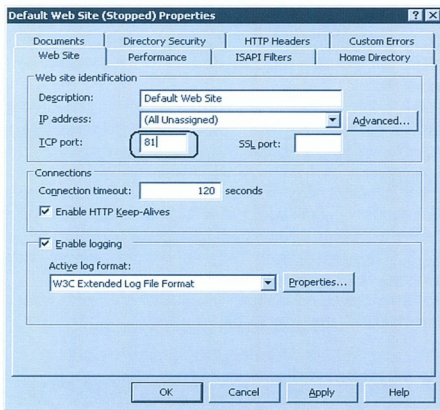 Default Web Site (Stopped) Properties ? X
Documents Directory Security HTTP Headers Custom Errors
Web Site Performance ISAPI Filters Home Directory
Web site identification
Description: Default Web Site
IP address: (All Unassigned) Advanced...
TCP port: 81 SSL port:
Connections
Connection timeout: 120 seconds
Enable HTTP Keep-Alives
Enable logging
Active log format:
W3C Extended Log File Format Properties...
OK Cancel Apply Help